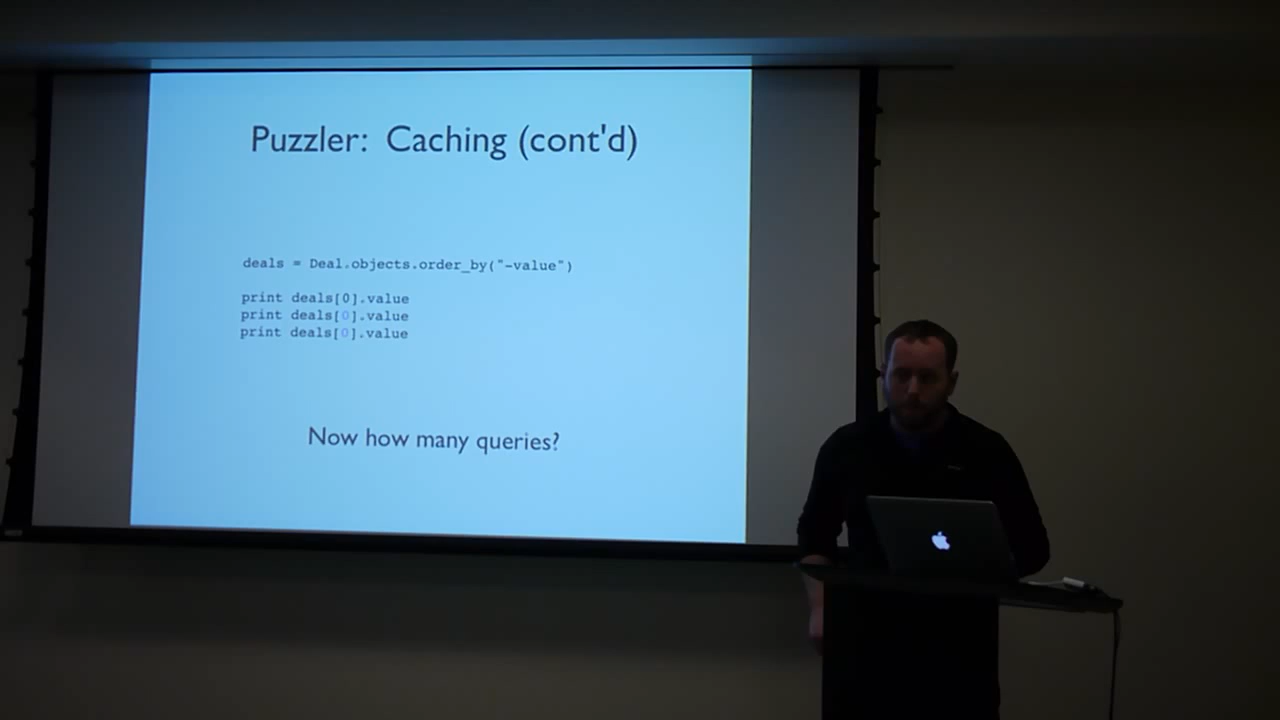 Puzzler: Caching (cont'd)
deals = Deal.objects.order_by("-value")
print deals[0].value
print deals[0].value
print deals[0].value
Now how many queries?